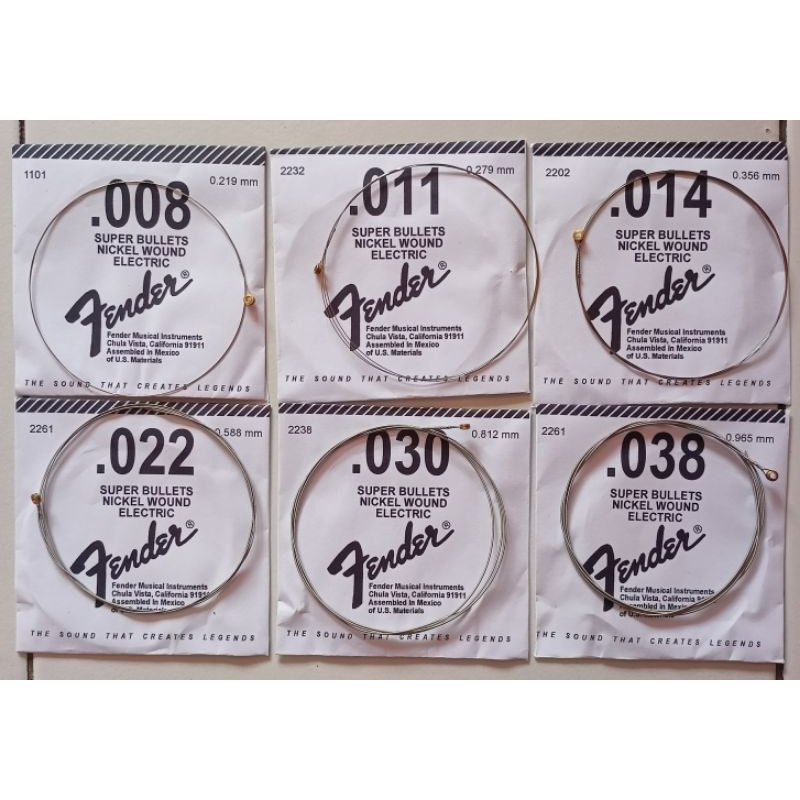 1101
0.219 mm
.008
SUPER BULLETS
NICKEL WOUND
ELECTRIC
Fender®
Fender Musical Instruments
Chula Vista, California 91911
Assembled in Mexico
of U.S. Materials
THE SOUND THAT CREATES LEGENDS
2232
0.279 mm
.011
SUPER BULLETS
NICKEL WOUND
ELECTRIC
Fender®
Fender Musical Instruments
Chula Vista, California 91911
Assembled in Mexico
of U.S. Materials
THE SOUND THAT CREATES LEGENDS
2202
0.356 mm
.014
SUPER BULLETS
NICKEL WOUND
ELECTRIC
Fender®
Fender Musical Instruments
Chula Vista, California 91911
Assembled in Mexico
of U.S. Materials
THE SOUND THAT CREATES LEGENDS
2261
0.588 mm
.022
SUPER BULLETS
NICKEL WOUND
ELECTRIC
Fender®
Fender Musical Instruments
Chula Vista, California 91911
Assembled in Mexico
of U.S. Materials
THE SOUND THAT CREATES LEGENDS
2238
0.812 mm
.030
SUPER BULLETS
NICKEL WOUND
ELECTRIC
Fender®
Fender Musical Instruments
Chula Vista, California 91911
Assembled in Mexico
of U.S. Materials
THE SOUND THAT CREATES LEGENDS
2261
0.965 mm
.038
SUPER BULLETS
NICKEL WOUND
ELECTRIC
Fender®
Fender Musical Instruments
Chula Vista, California 91911
Assembled in Mexico
of U.S. Materials
THE SOUND THAT CREATES LEGENDS